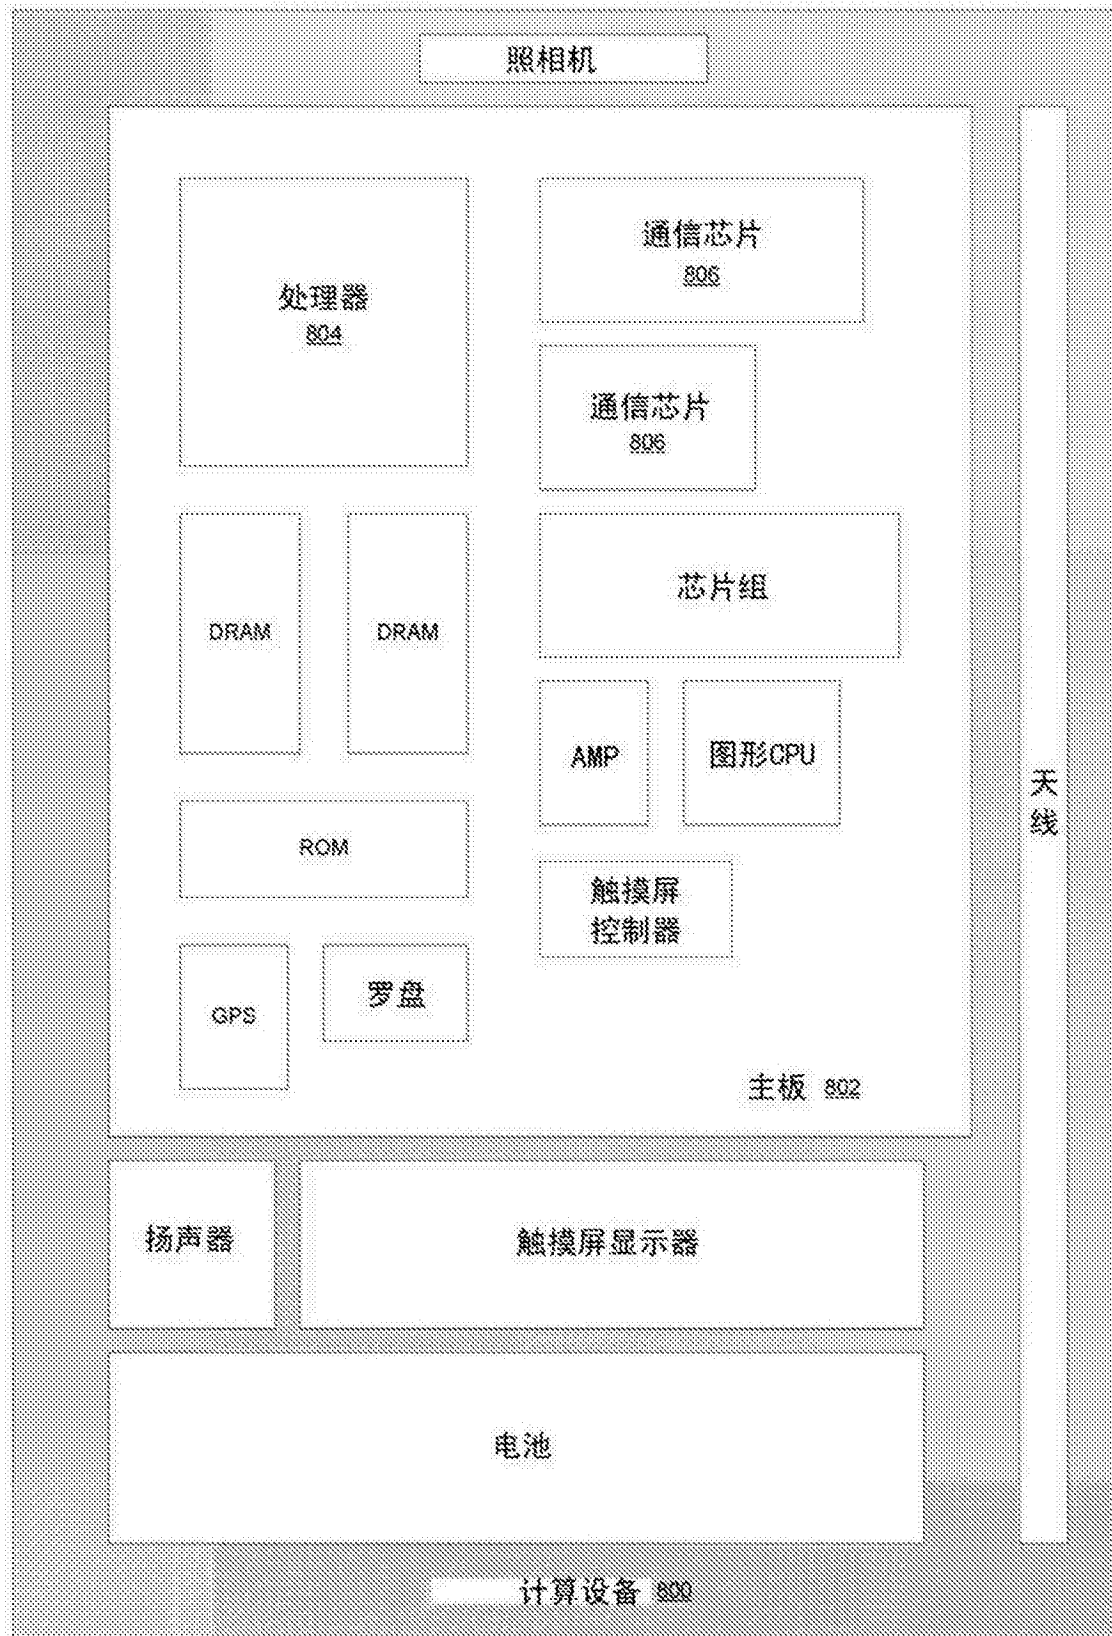 照相机
处理器
804
通信芯片
806
通信芯片
806
DRAM
DRAM
芯片组
AMP
图形CPU
ROM
触摸屏
控制器
GPS
罗盘
主板 802
天
线
扬声器
触摸屏显示器
电池
计算设备 800